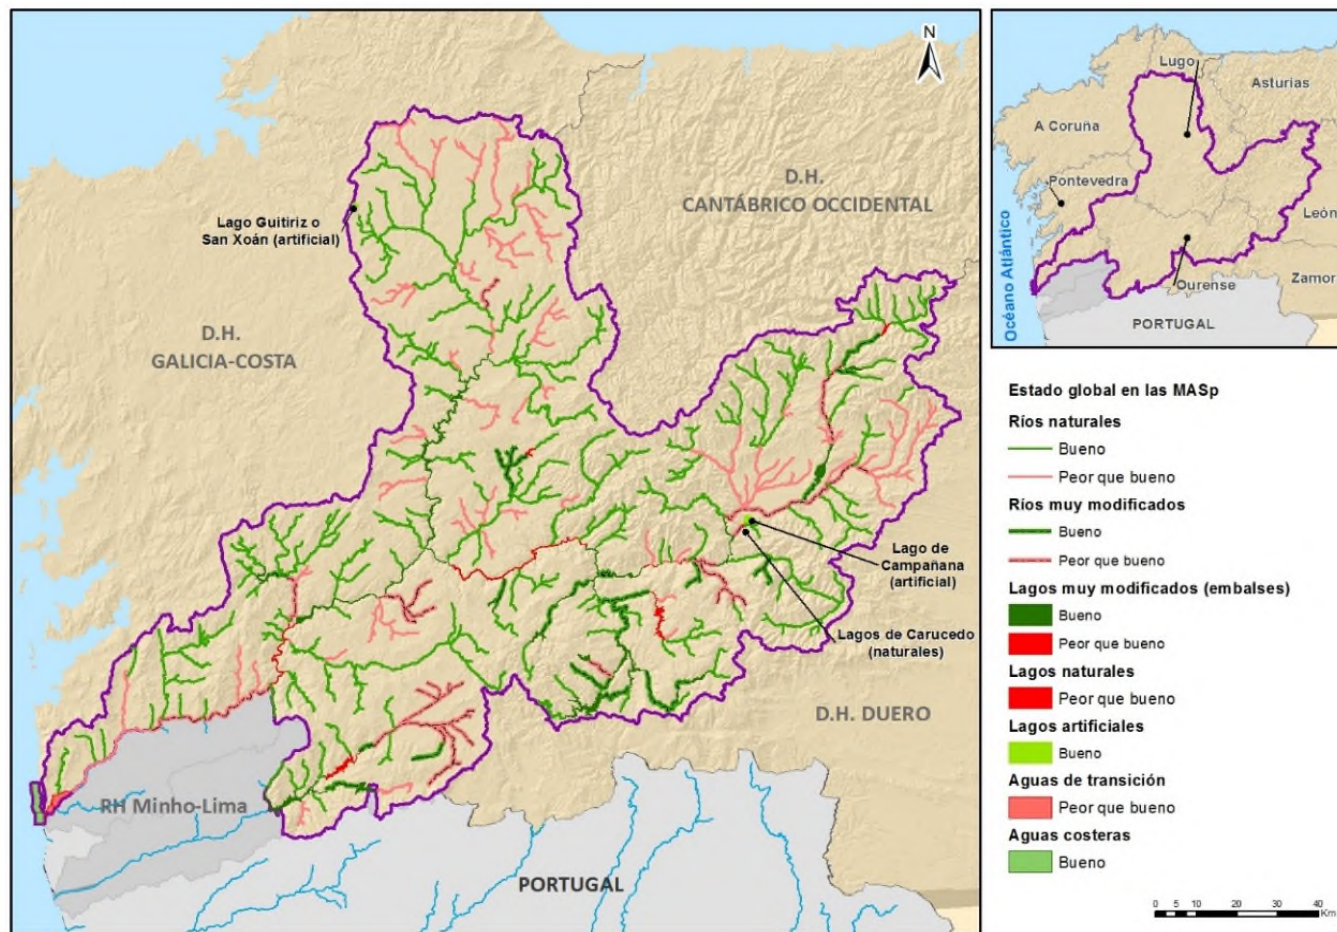 N
D.H.
CANTÁBRICO OCCIDENTAL
Lago Guitiriz o
San Xoán (artificial)
D.H.
GALICIA-COSTA
Lago de
Campañana
(artificial)
Lagos de Carucedo
(naturales)
D.H. DUERO
RH Minho-Lima
PORTUGAL
Lugo
Asturias
A Coruña
Pontevedra
León
Océano Atlántico
Zamor
Ourense
PORTUGAL
Estado global en las MASp
Ríos naturales
Bueno
Peor que bueno
Ríos muy modificados
Bueno
Peor que bueno
Lagos muy modificados (embalses)
Bueno
Peor que bueno
Lagos naturales
Peor que bueno
Lagos artificiales
Bueno
Aguas de transición
Peor que bueno
Aguas costeras
Bueno
0 5 10 20 30 40
Km